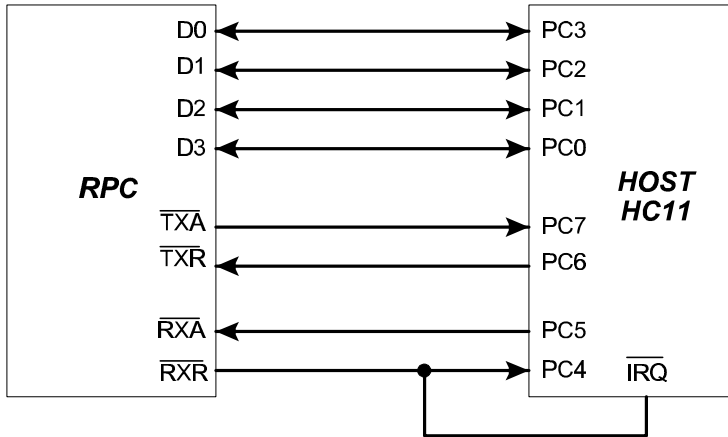 D0 PC3
D1 PC2
D2 PC1
D3 PC0
RPC HOST
HC11
TXA PC7
TXR PC6
RXA PC5
RXR PC4 IRQ